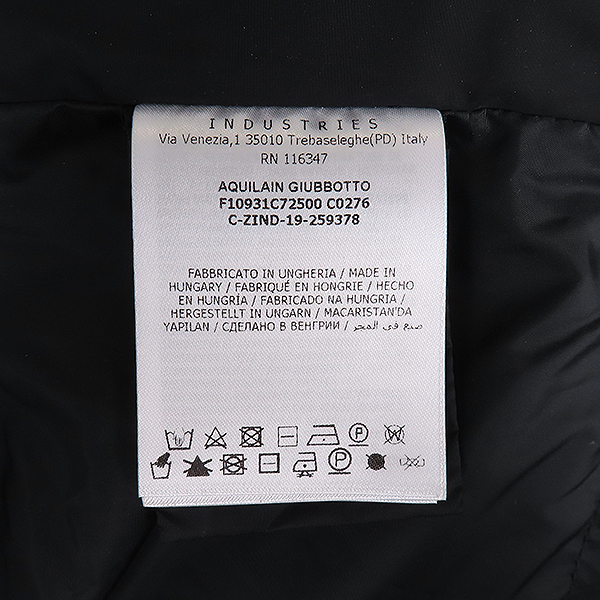 INDUSTRIES
Via Venezia,1 35010 Trebaseleghe(PD) Italy
RN 116347
AQUILAIN GIUBBOTTO
F10931C72500 C0276
C-ZIND-19-259378
FABBRICATO IN UNGHERIA / MADE IN
HUNGARY / FABRIQUÉ EN HONGRIE / HECHO
EN HUNGRÍA / FABRICADO NA HUNGRIA /
HERGESTELLT IN UNGARN / MACARISTAN'DA
YAPILAN / СДЕЛАНО В ВЕНГРИИ / صنع في المجر
P W
P